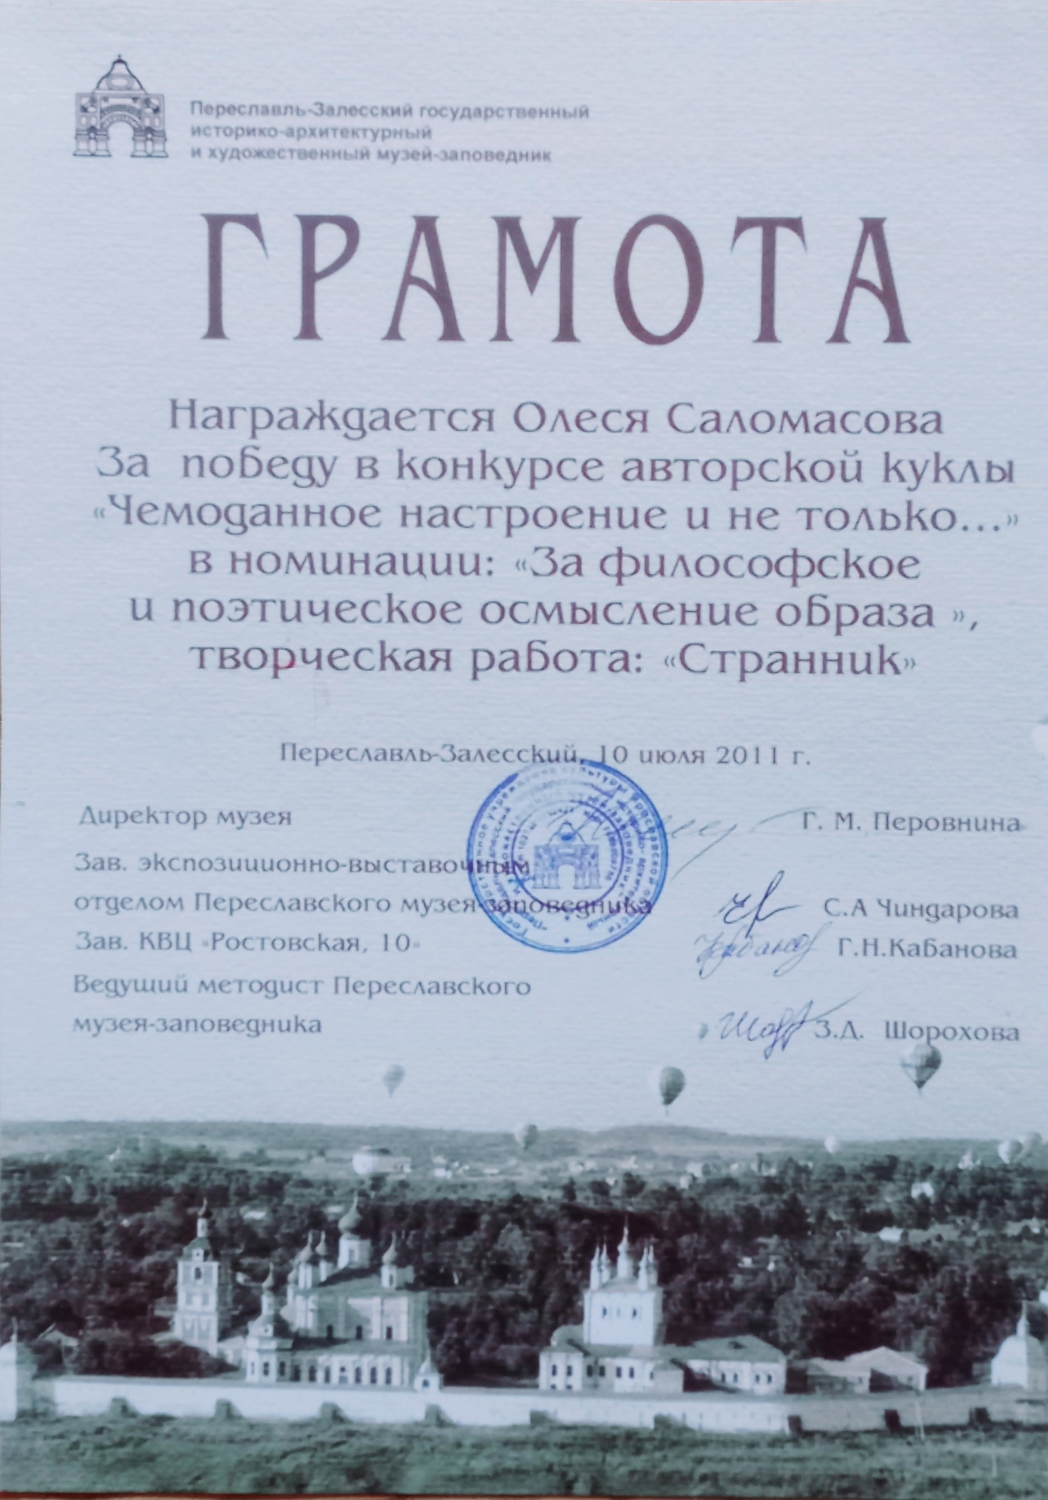 Переславль-Залесский государственный
историко-архитектурный
и художественный музей-заповедник
ГРАМОТА
Награждается Олеся Саломасова
За победу в конкурсе авторской куклы
«Чемоданное настроение и не только...»
в номинации: «За философское
и поэтическое осмысление образа »,
творческая работа: «Странник»
Переславль-Залесский, 10 июля 2011 г.
Директор музея Г. М. Перовнина
Зав. экспозиционно-выставочным
отделом Переславского музея-заповедника С.А Чиндарова
Зав. КВЦ «Ростовская, 10» Г.Н.Кабанова
Ведущий методист Переславского
музея-заповедника З.Д. Шорохова